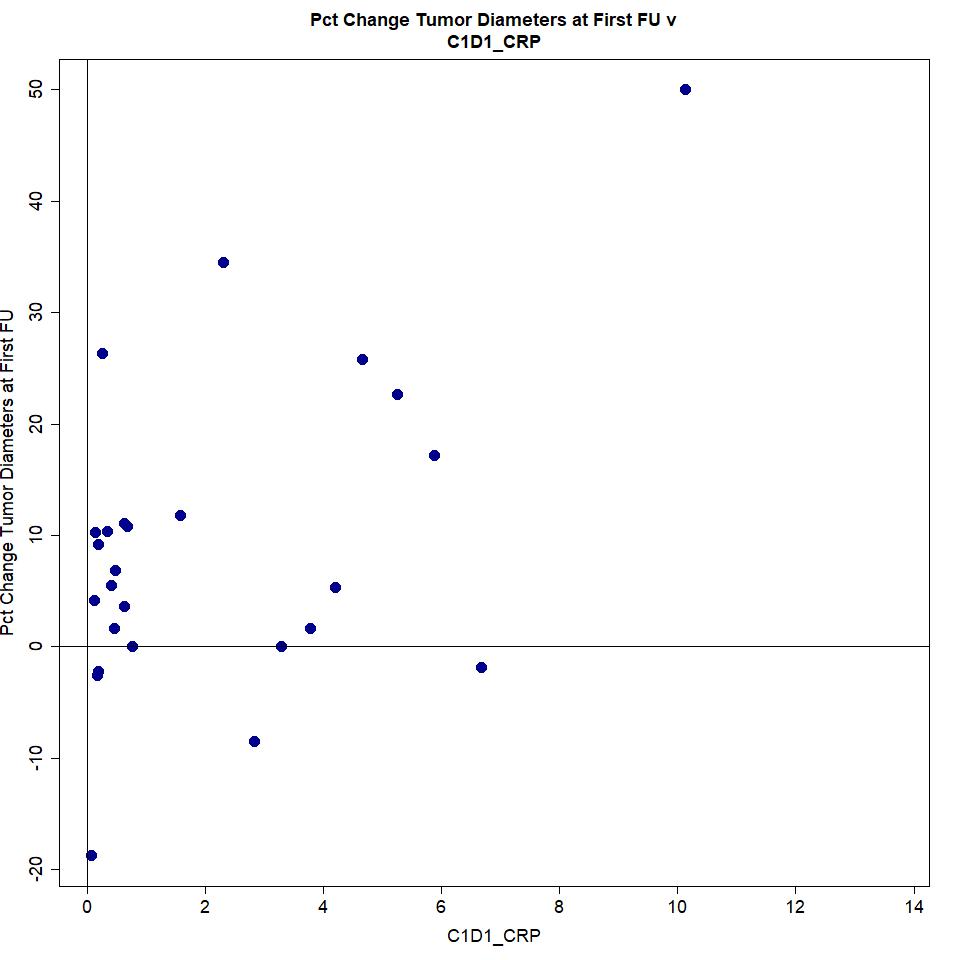 Pct Change Tumor Diameters at First FU v
C1D1_CRP
Pct Change Tumor Diameters at First FU
50
40
30
20
10
0
-10
-20
0 2 4 6 8 10 12 14
C1D1_CRP